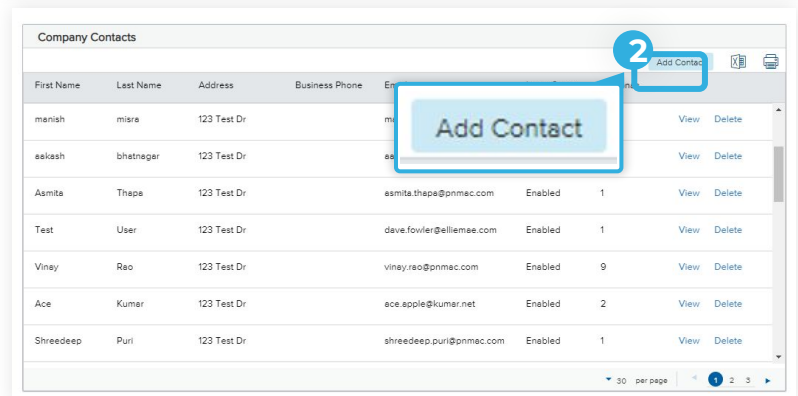 Company Contacts
2
Add Contact
First Name Last Name Address Business Phone
manish misra 123 Test Dr View Delete
Add Contact
aakash bhatnagar 123 Test Dr View Delete
Asmita Thapa 123 Test Dr asmita.thapa@pnmac.com Enabled 1 View Delete
Test User 123 Test Dr dave.fowler@elliemae.com Enabled 1 View Delete
Vinay Rao 123 Test Dr vinay.rao@pnmac.com Enabled 9 View Delete
Ace Kumar 123 Test Dr ace.apple@kumar.net Enabled 2 View Delete
Shreedeep Puri 123 Test Dr shreedeep.puri@pnmac.com Enabled 1 View Delete
30 per page 1 2 3